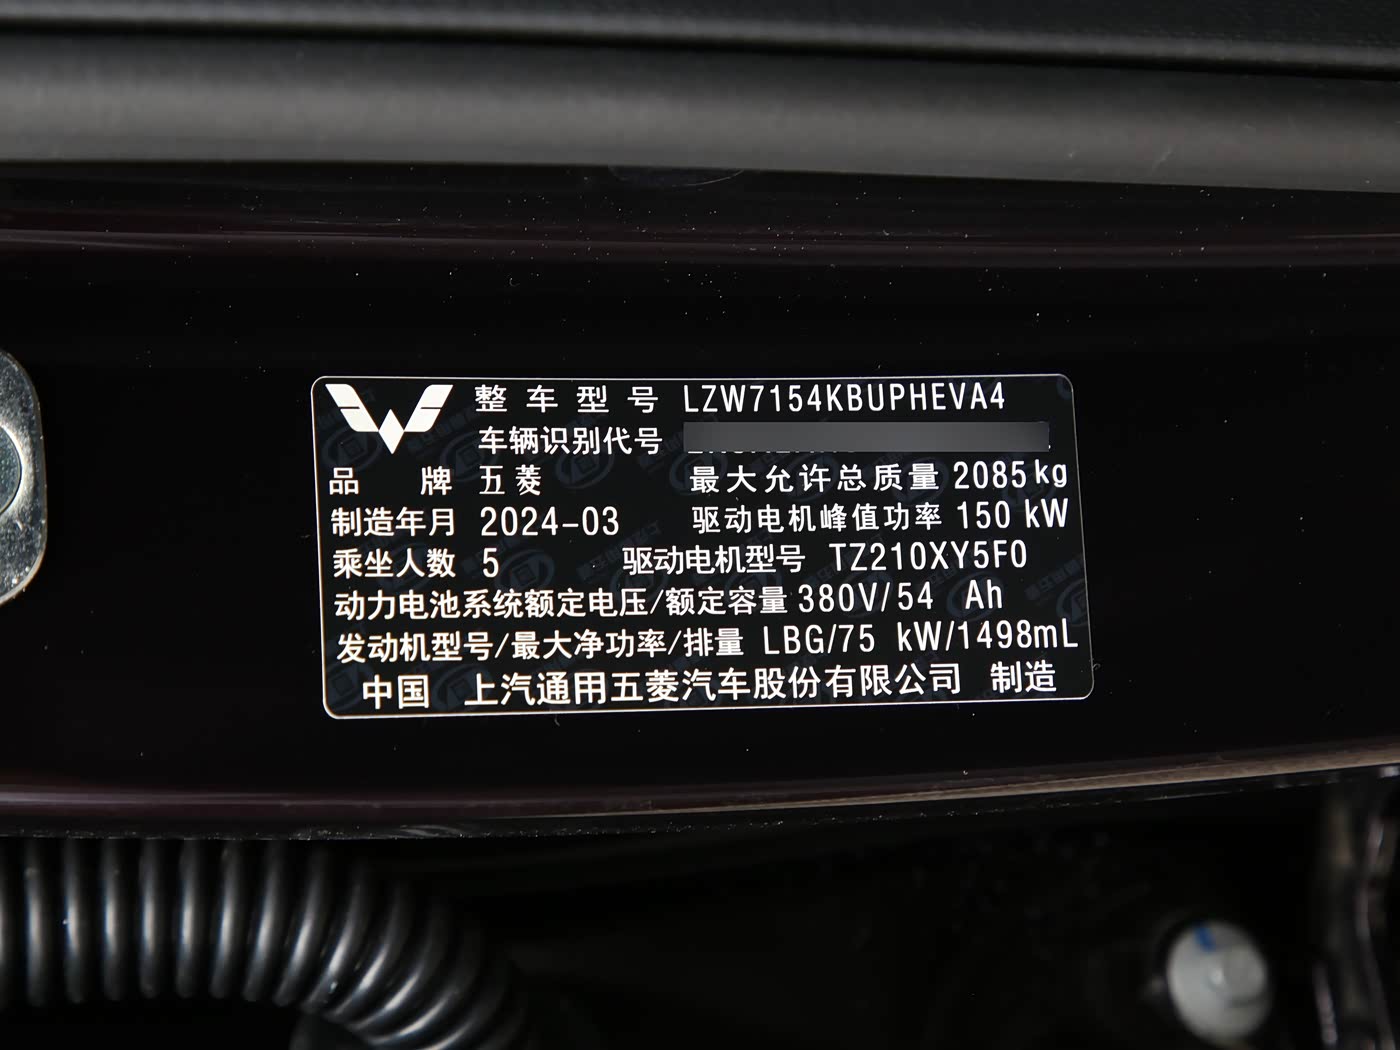 整车型号 LZW7154KBUPHEVA4
车辆识别代号
品牌 五菱 最大允许总质量 2085kg
制造年月 2024-03 驱动电机峰值功率 150 kW
乘坐人数 5 驱动电机型号 TZ210XY5F0
动力电池系统额定电压/额定容量 380V/54 Ah
发动机型号/最大净功率/排量 LBG/75 kW/1498mL
中国 上汽通用五菱汽车股份有限公司 制造